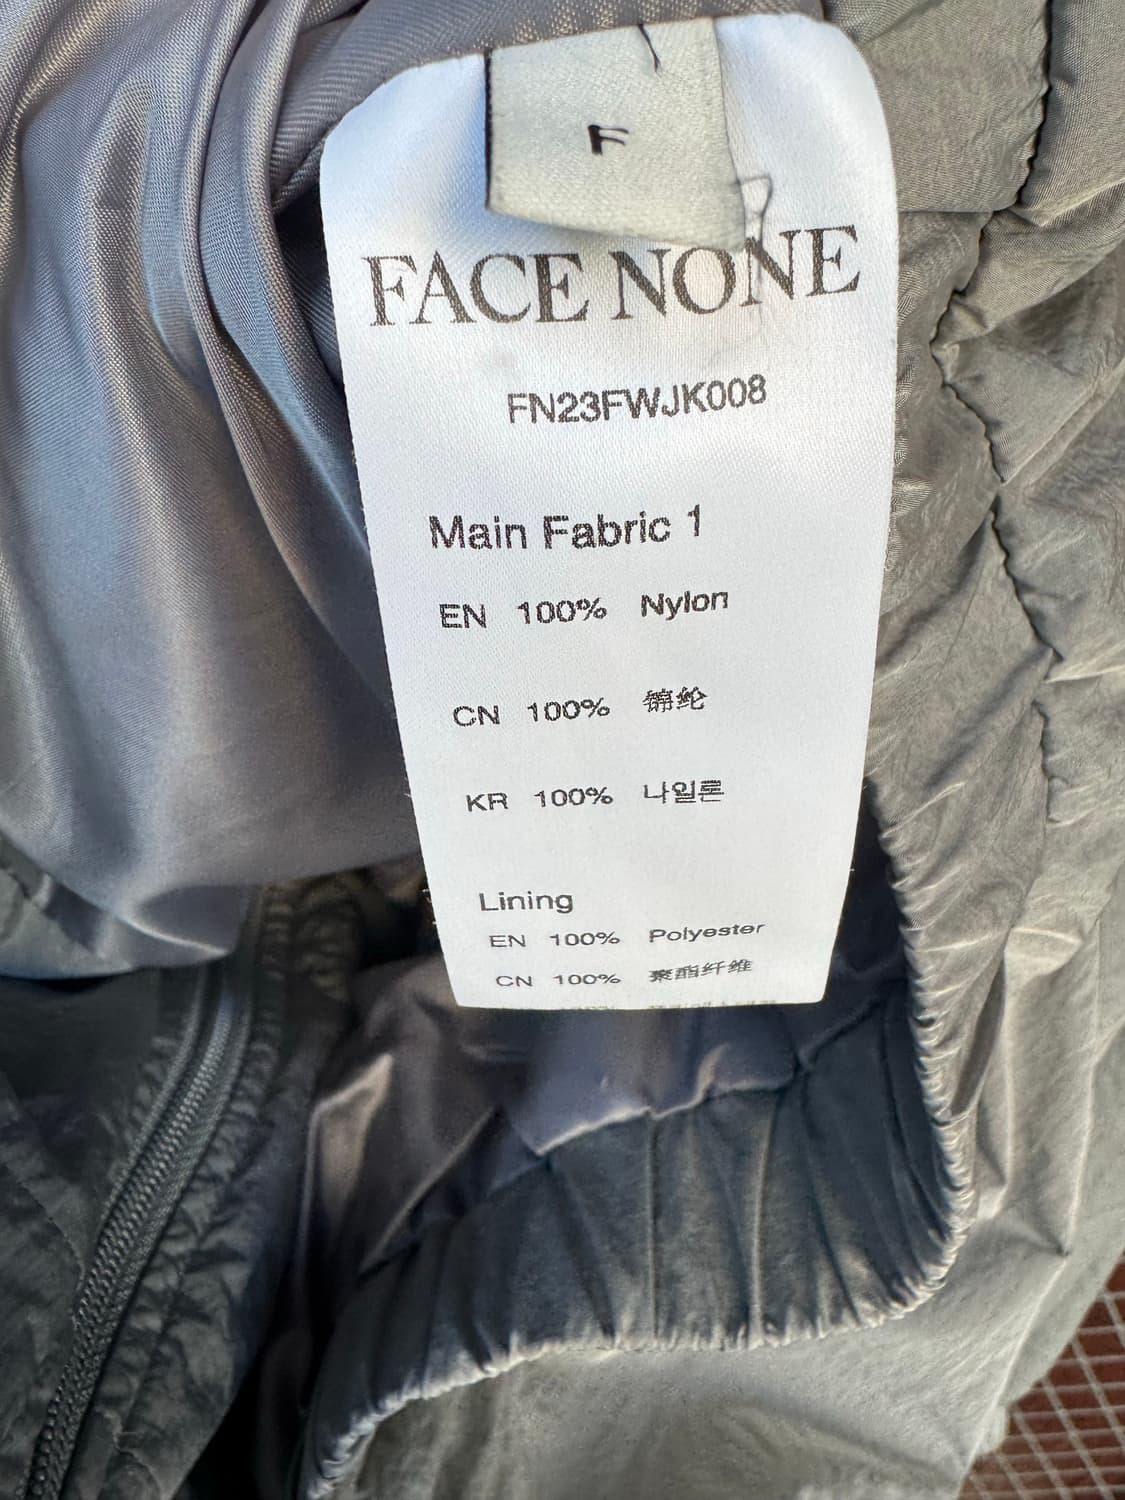 F
FACE NONE
FN23FWJK008
Main Fabric 1
EN 100% Nylon
CN 100% 锦纶
KR 100% 나일론
Lining
EN 100% Polyester
CN 100% 聚酯纤维